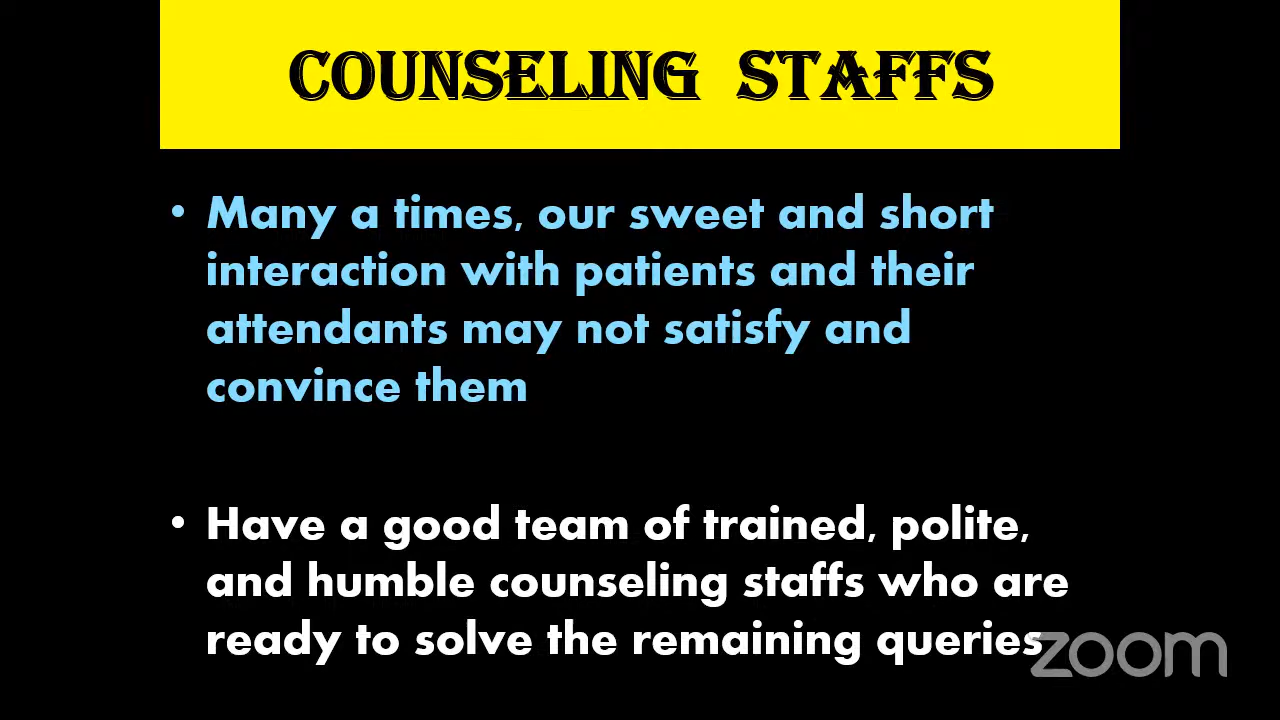 COUNSELING STAFFS
• Many a times, our sweet and short
interaction with patients and their
attendants may not satisfy and
convince them
• Have a good team of trained, polite,
and humble counseling staffs who are
ready to solve the remaining queries
zoom